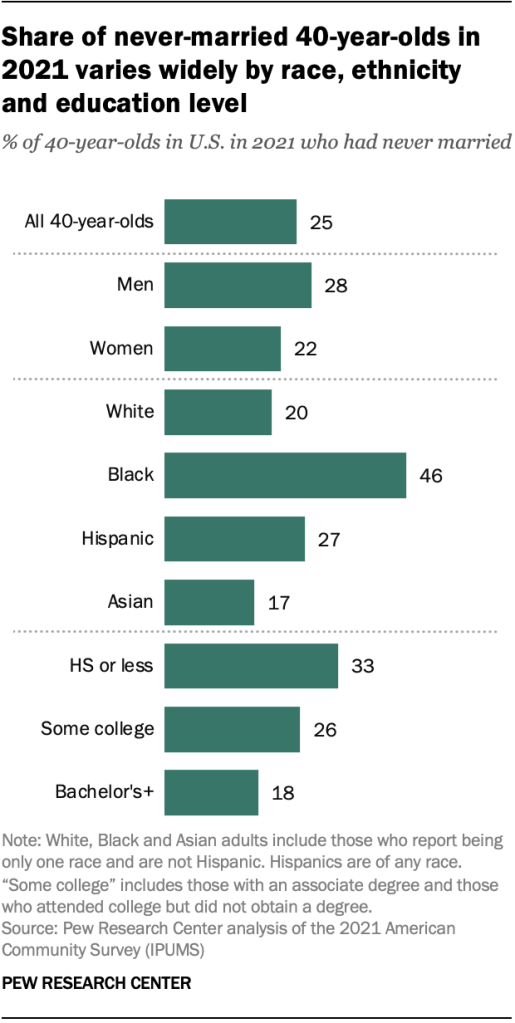 Share of never-married 40-year-olds in
2021 varies widely by race, ethnicity
and education level
% of 40-year-olds in U.S. in 2021 who had never married
All 40-year-olds 25
Men 28
Women 22
White 20
Black 46
Hispanic 27
Asian 17
HS or less 33
Some college 26
Bachelor's+ 18
Note: White, Black and Asian adults include those who report being
only one race and are not Hispanic. Hispanics are of any race.
“Some college” includes those with an associate degree and those
who attended college but did not obtain a degree.
Source: Pew Research Center analysis of the 2021 American
Community Survey (IPUMS)
PEW RESEARCH CENTER